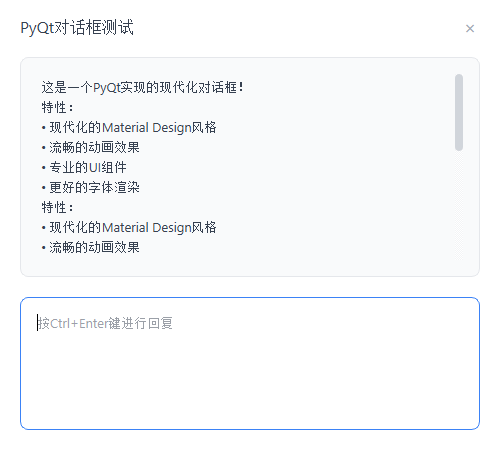 PyQt对话框测试
×
这是一个PyQt实现的现代化对话框！
特性：
• 现代化的Material Design风格
• 流畅的动画效果
• 专业的UI组件
• 更好的字体渲染
特性：
• 现代化的Material Design风格
• 流畅的动画效果
按Ctrl+Enter键进行回复